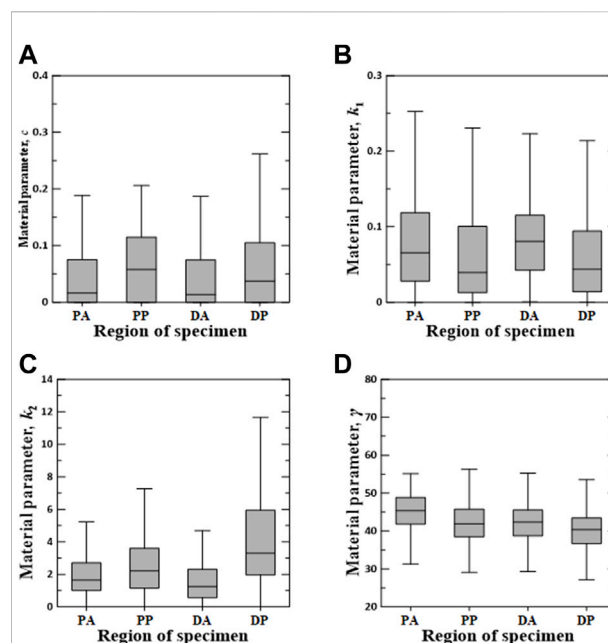 A
Material parameter, c
0.4
0.3
0.2
0.1
0
PA PP DA DP
Region of specimen
B
Material parameter, k1
0.3
0.2
0.1
0
PA PP DA DP
Region of specimen
C
Material parameter, k2
14
12
10
8
6
4
2
0
PA PP DA DP
Region of specimen
D
Material parameter, γ
80
70
60
50
40
30
20
PA PP DA DP
Region of specimen